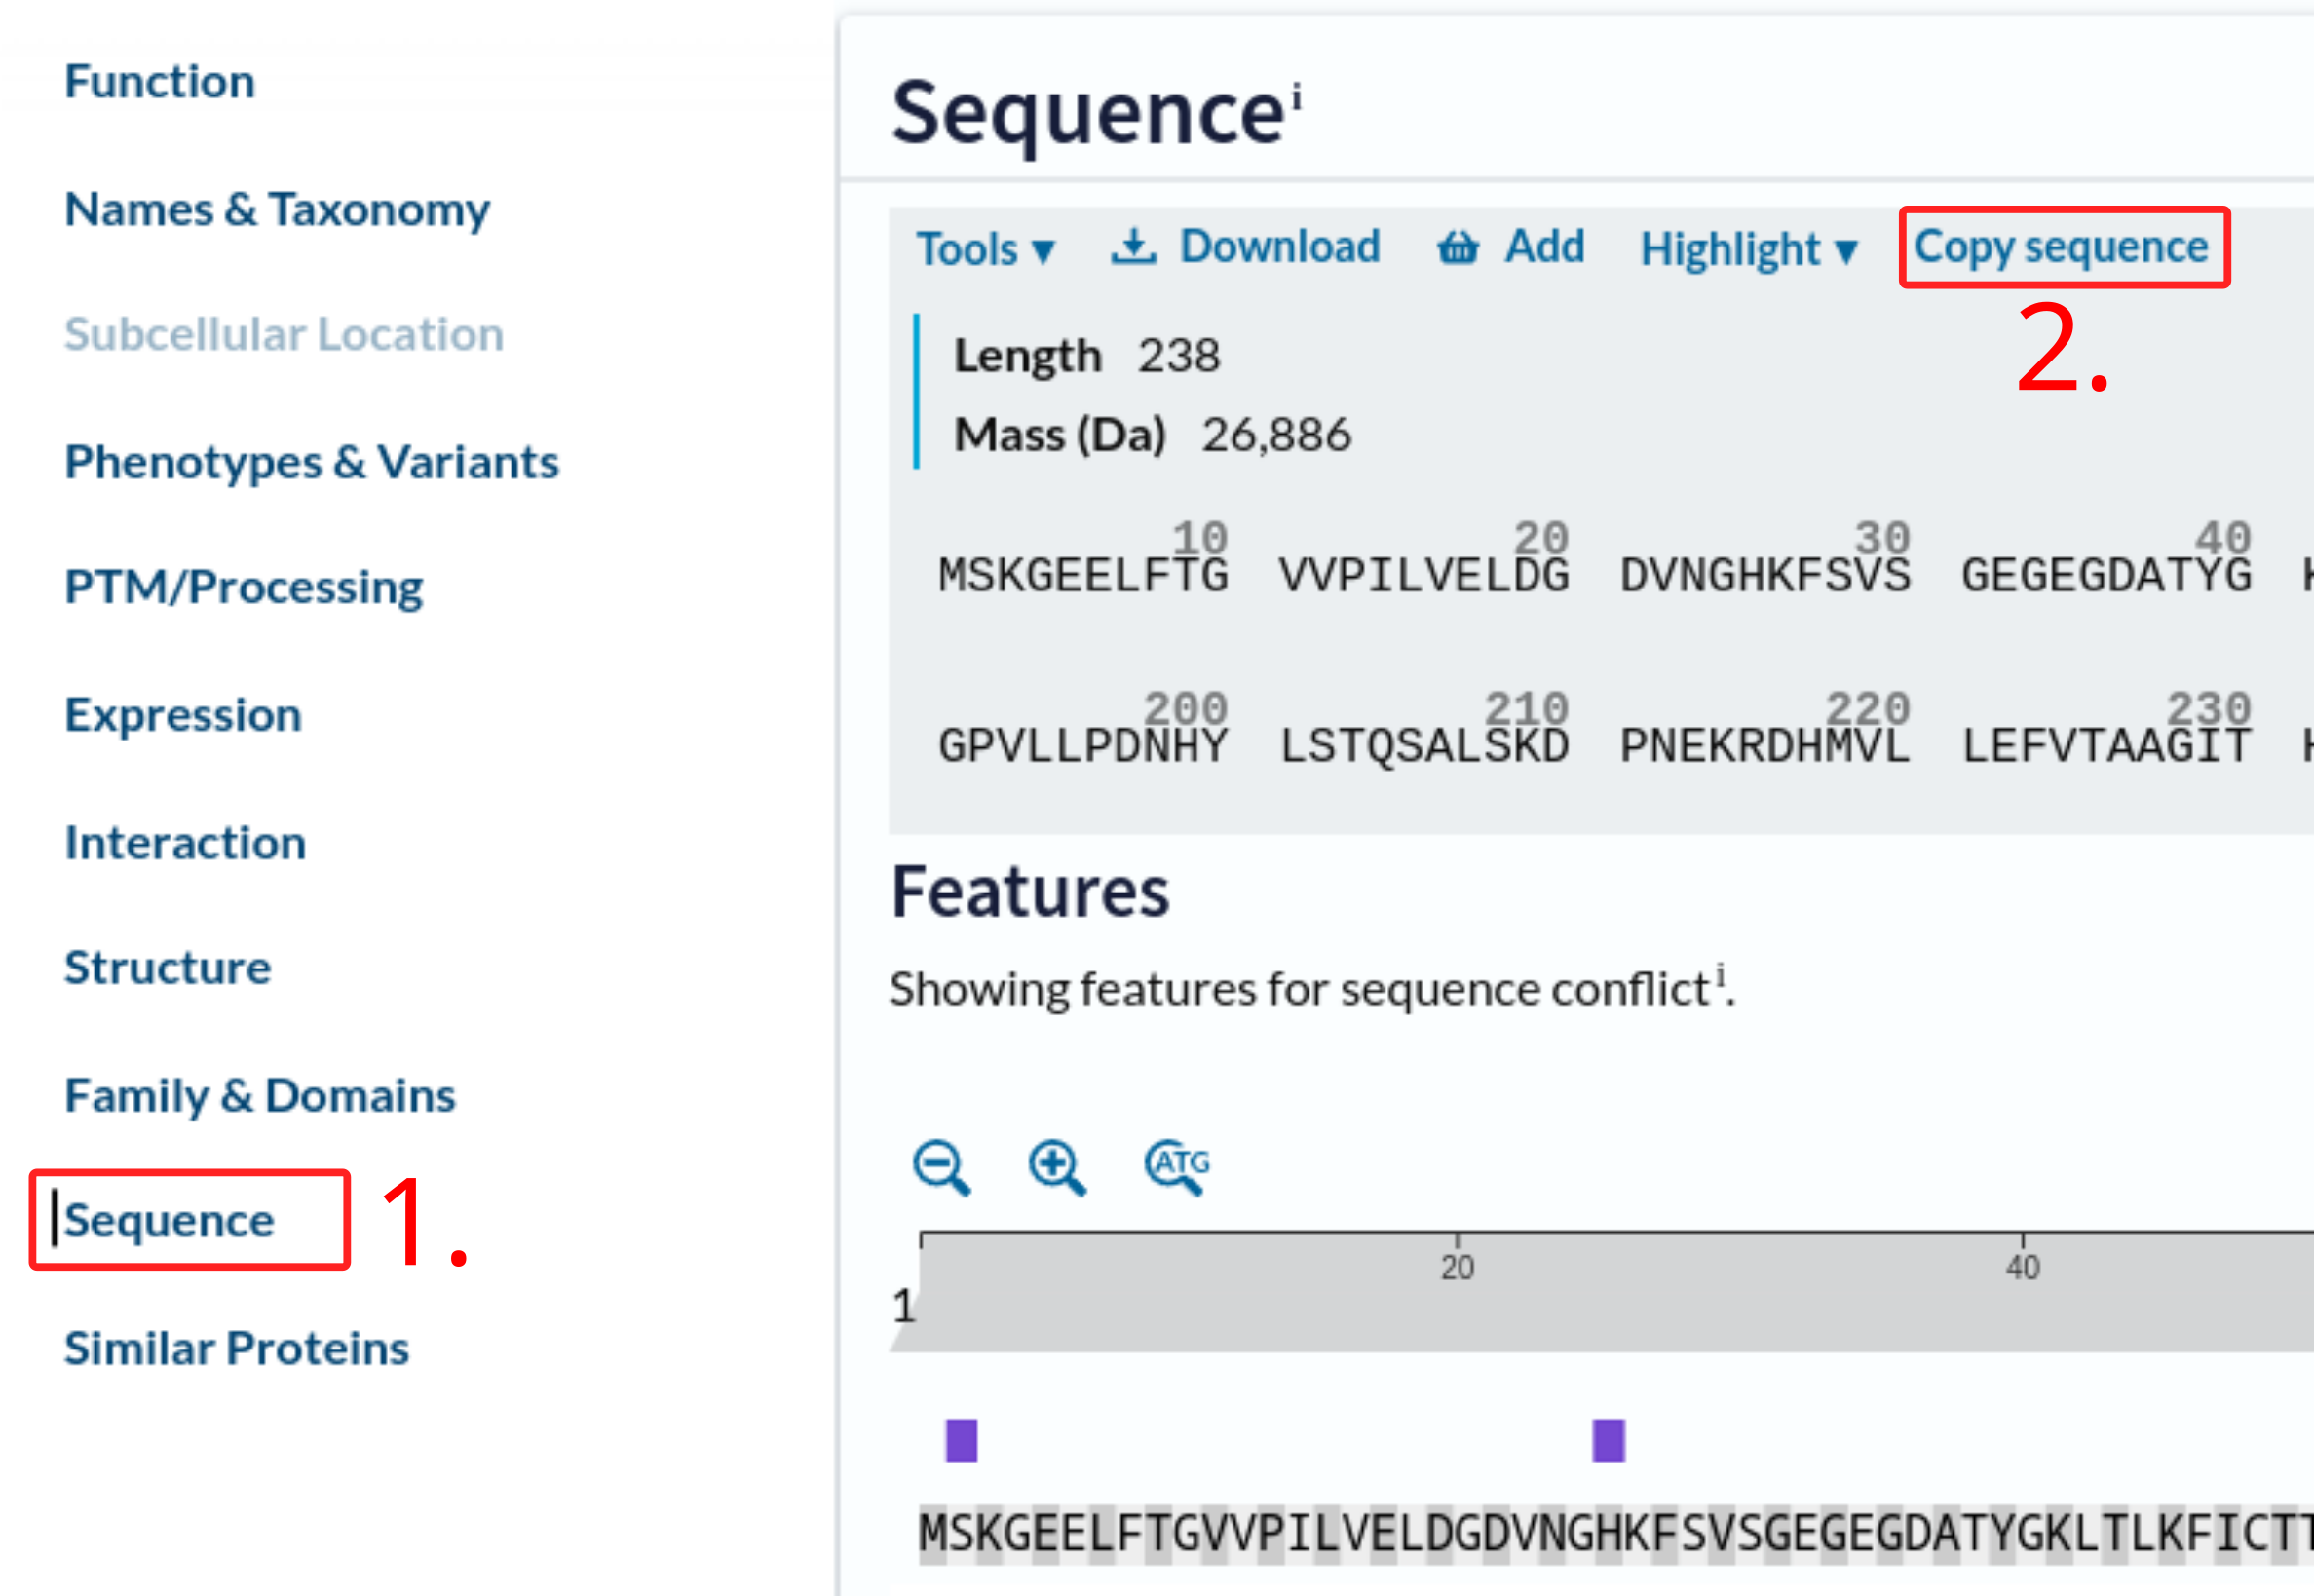 Function
Names & Taxonomy
Subcellular Location
Phenotypes & Variants
PTM/Processing
Expression
Interaction
Structure
Family & Domains
Sequence
1.
Similar Proteins
Sequence i
Tools ▼ Download Add Highlight ▼ Copy sequence
2.
Length 238
Mass (Da) 26,886
10 20 30 40
MSKGEELFTG VVPILVELDG DVNGHKFSVS GEGEGDATYG
200 210 220 230
GPVLLPDNHY LSTQSALSKD PNEKRDHMVL LEFVTAAGIT
Features
Showing features for sequence conflict i.
ATG
20 40
1
MSKGEELFTGVVPILVELDGDVNGHKFSVSGEGEGDATYGKLTLKFICT